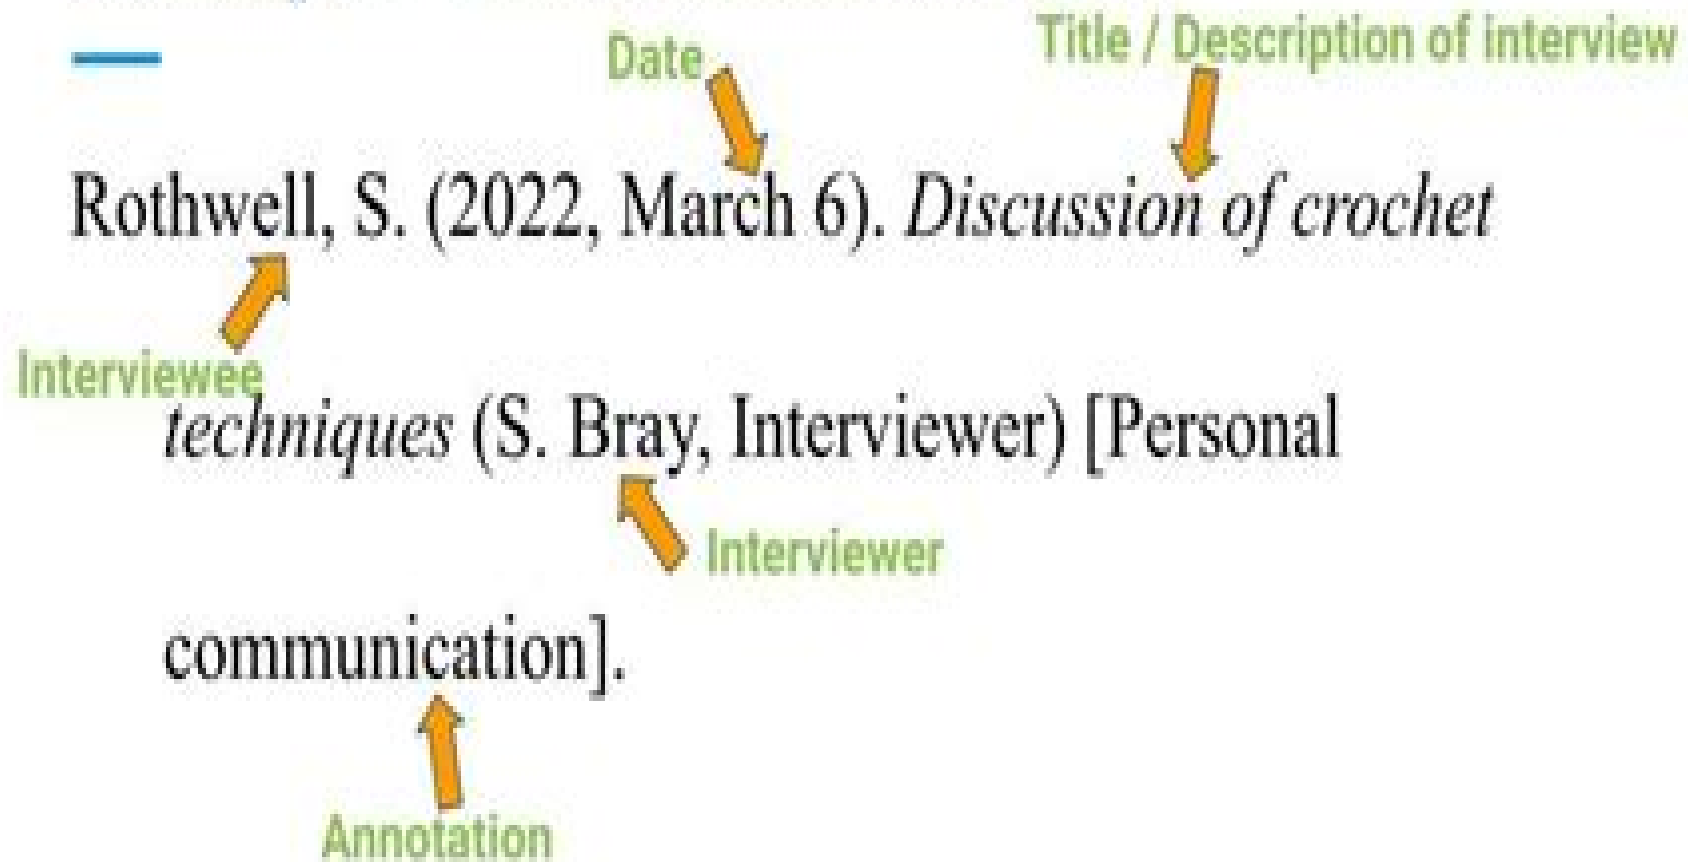 Date
Title / Description of interview
Rothwell, S. (2022, March 6). Discussion of crochet
Interviewee
techniques (S. Bray, Interviewer) [Personal
Interviewer
communication].
Annotation